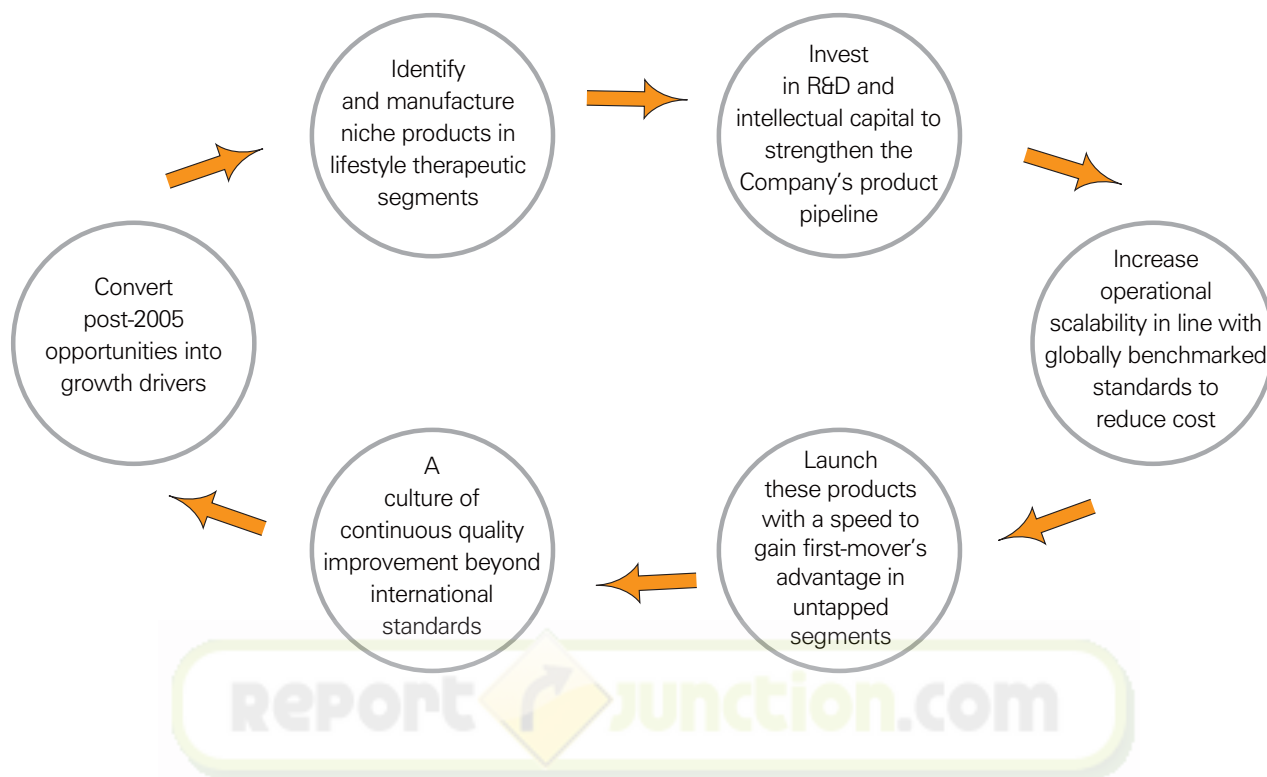 Identify
and manufacture
niche products in
lifestyle therapeutic
segments
Invest
in R&D and
intellectual capital to
strengthen the
Company's product
pipeline
Increase
operational
scalability in line with
globally benchmarked
standards to
reduce cost
Launch
these products
with a speed to
gain first-mover's
advantage in
untapped
segments
A
culture of
continuous quality
improvement beyond
international
standards
Convert
post-2005
opportunities into
growth drivers
REPORT JUNCTION.COM